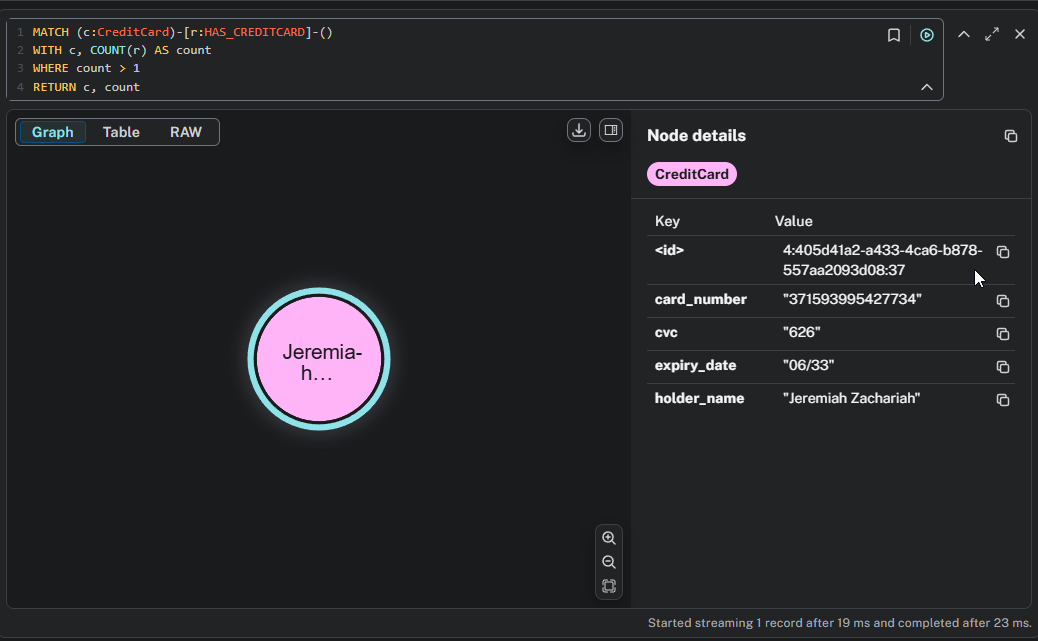 1 MATCH (c:CreditCard)-[r:HAS_CREDITCARD]-()
2 WITH c, COUNT(r) AS count
3 WHERE count > 1
4 RETURN c, count
Graph Table RAW
Jeremia-
h...
Node details
CreditCard
Key Value
<id> 4:405d41a2-a433-4ca6-b878-
557aa2093d08:37
card_number "371593995427734"
cvc "626"
expiry_date "06/33"
holder_name "Jeremiah Zachariah"
Started streaming 1 record after 19 ms and completed after 23 ms.